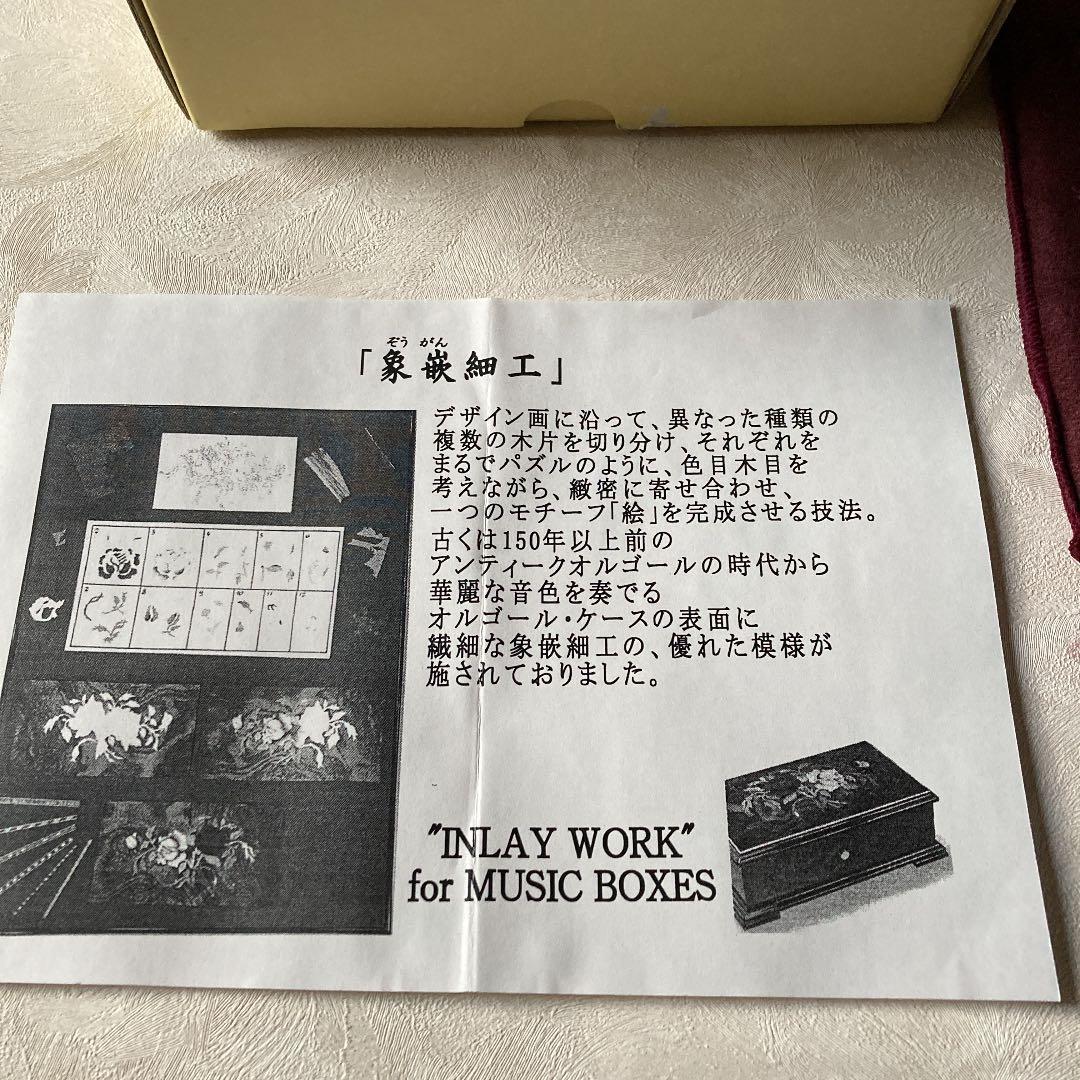 ぞう がん
「象嵌細工」
デザイン画に沿って、異なった種類の
複数の木片を切り分け、それぞれを
まるでパズルのように、色目木目を
考えながら、緻密に寄せ合わせ、
一つのモチーフ「絵」を完成させる技法。
古くは150年以上前の
アンティークオルゴールの時代から
華麗な音色を奏でる
オルゴール・ケースの表面に
繊細な象嵌細工の、優れた模様が
施されておりました。
"INLAY WORK"
for MUSIC BOXES